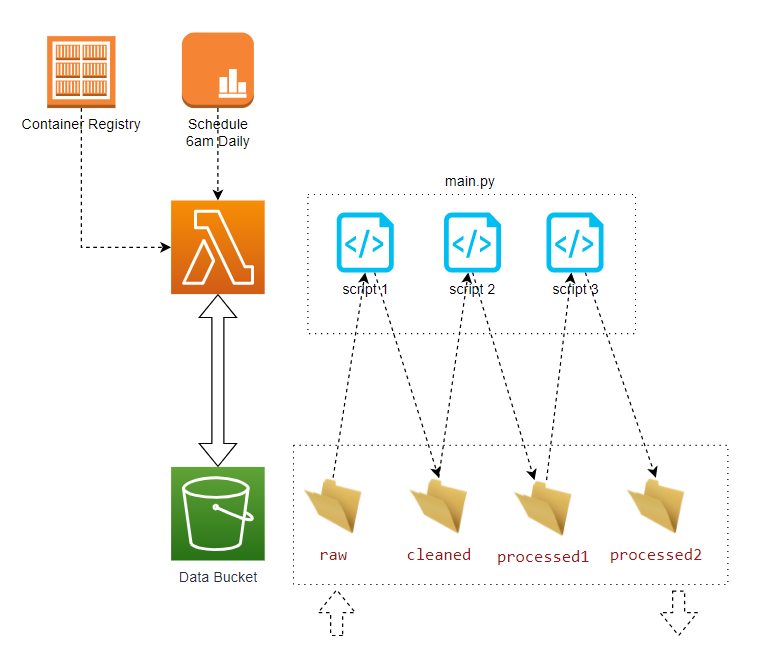 Container Registry
Schedule
6am Daily
main.py
script 1
script 2
script 3
raw
cleaned
processed1
processed2
Data Bucket